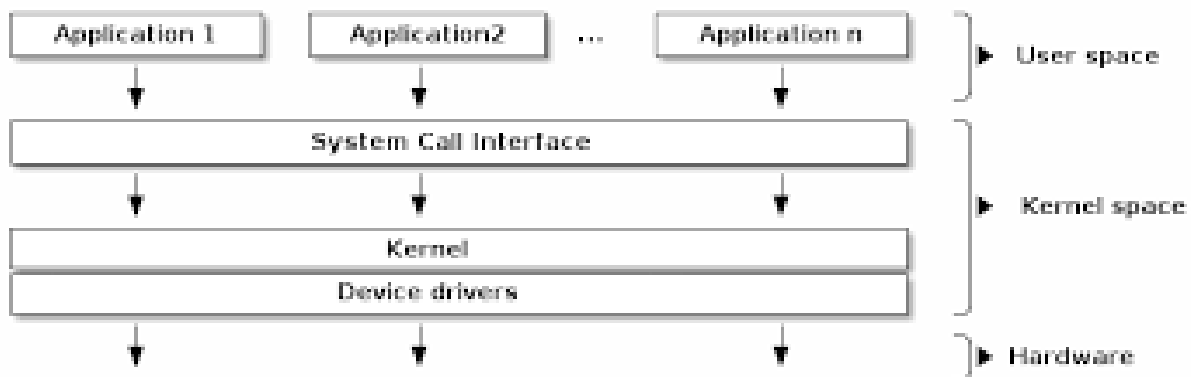 Application 1
Application2
...
Application n
User space
System Call Interface
Kernel space
Kernel
Device drivers
Hardware